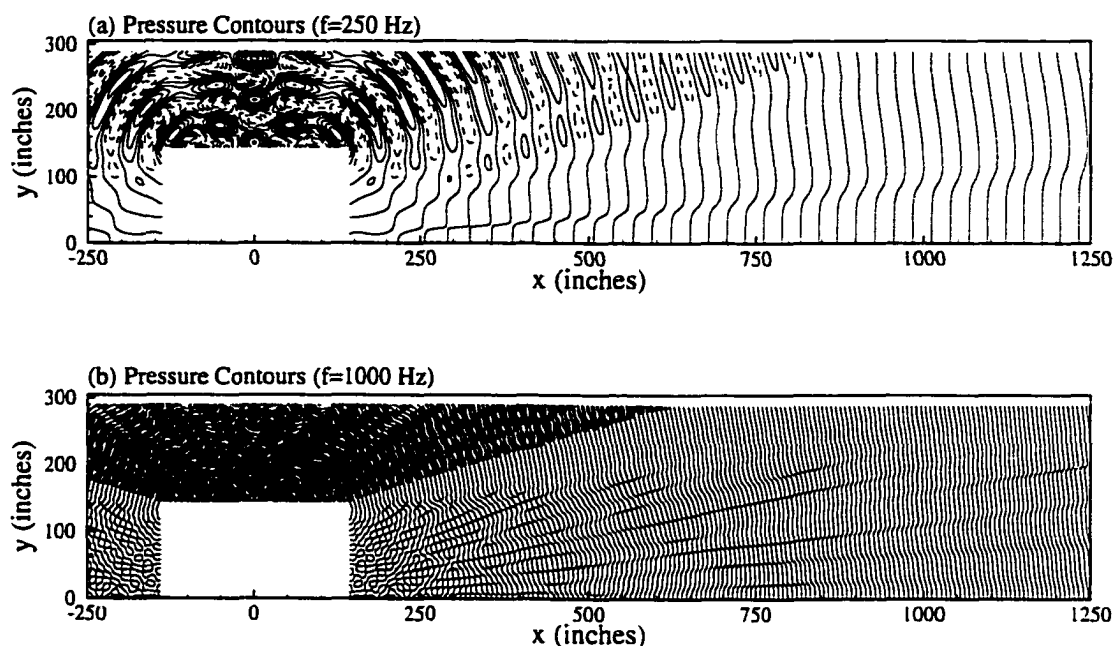 (a) Pressure Contours (f=250 Hz)
300
200
100
0
y (inches)
-250 0 250 500 750 1000 1250
x (inches)
(b) Pressure Contours (f=1000 Hz)
300
200
100
0
y (inches)
-250 0 250 500 750 1000 1250
x (inches)